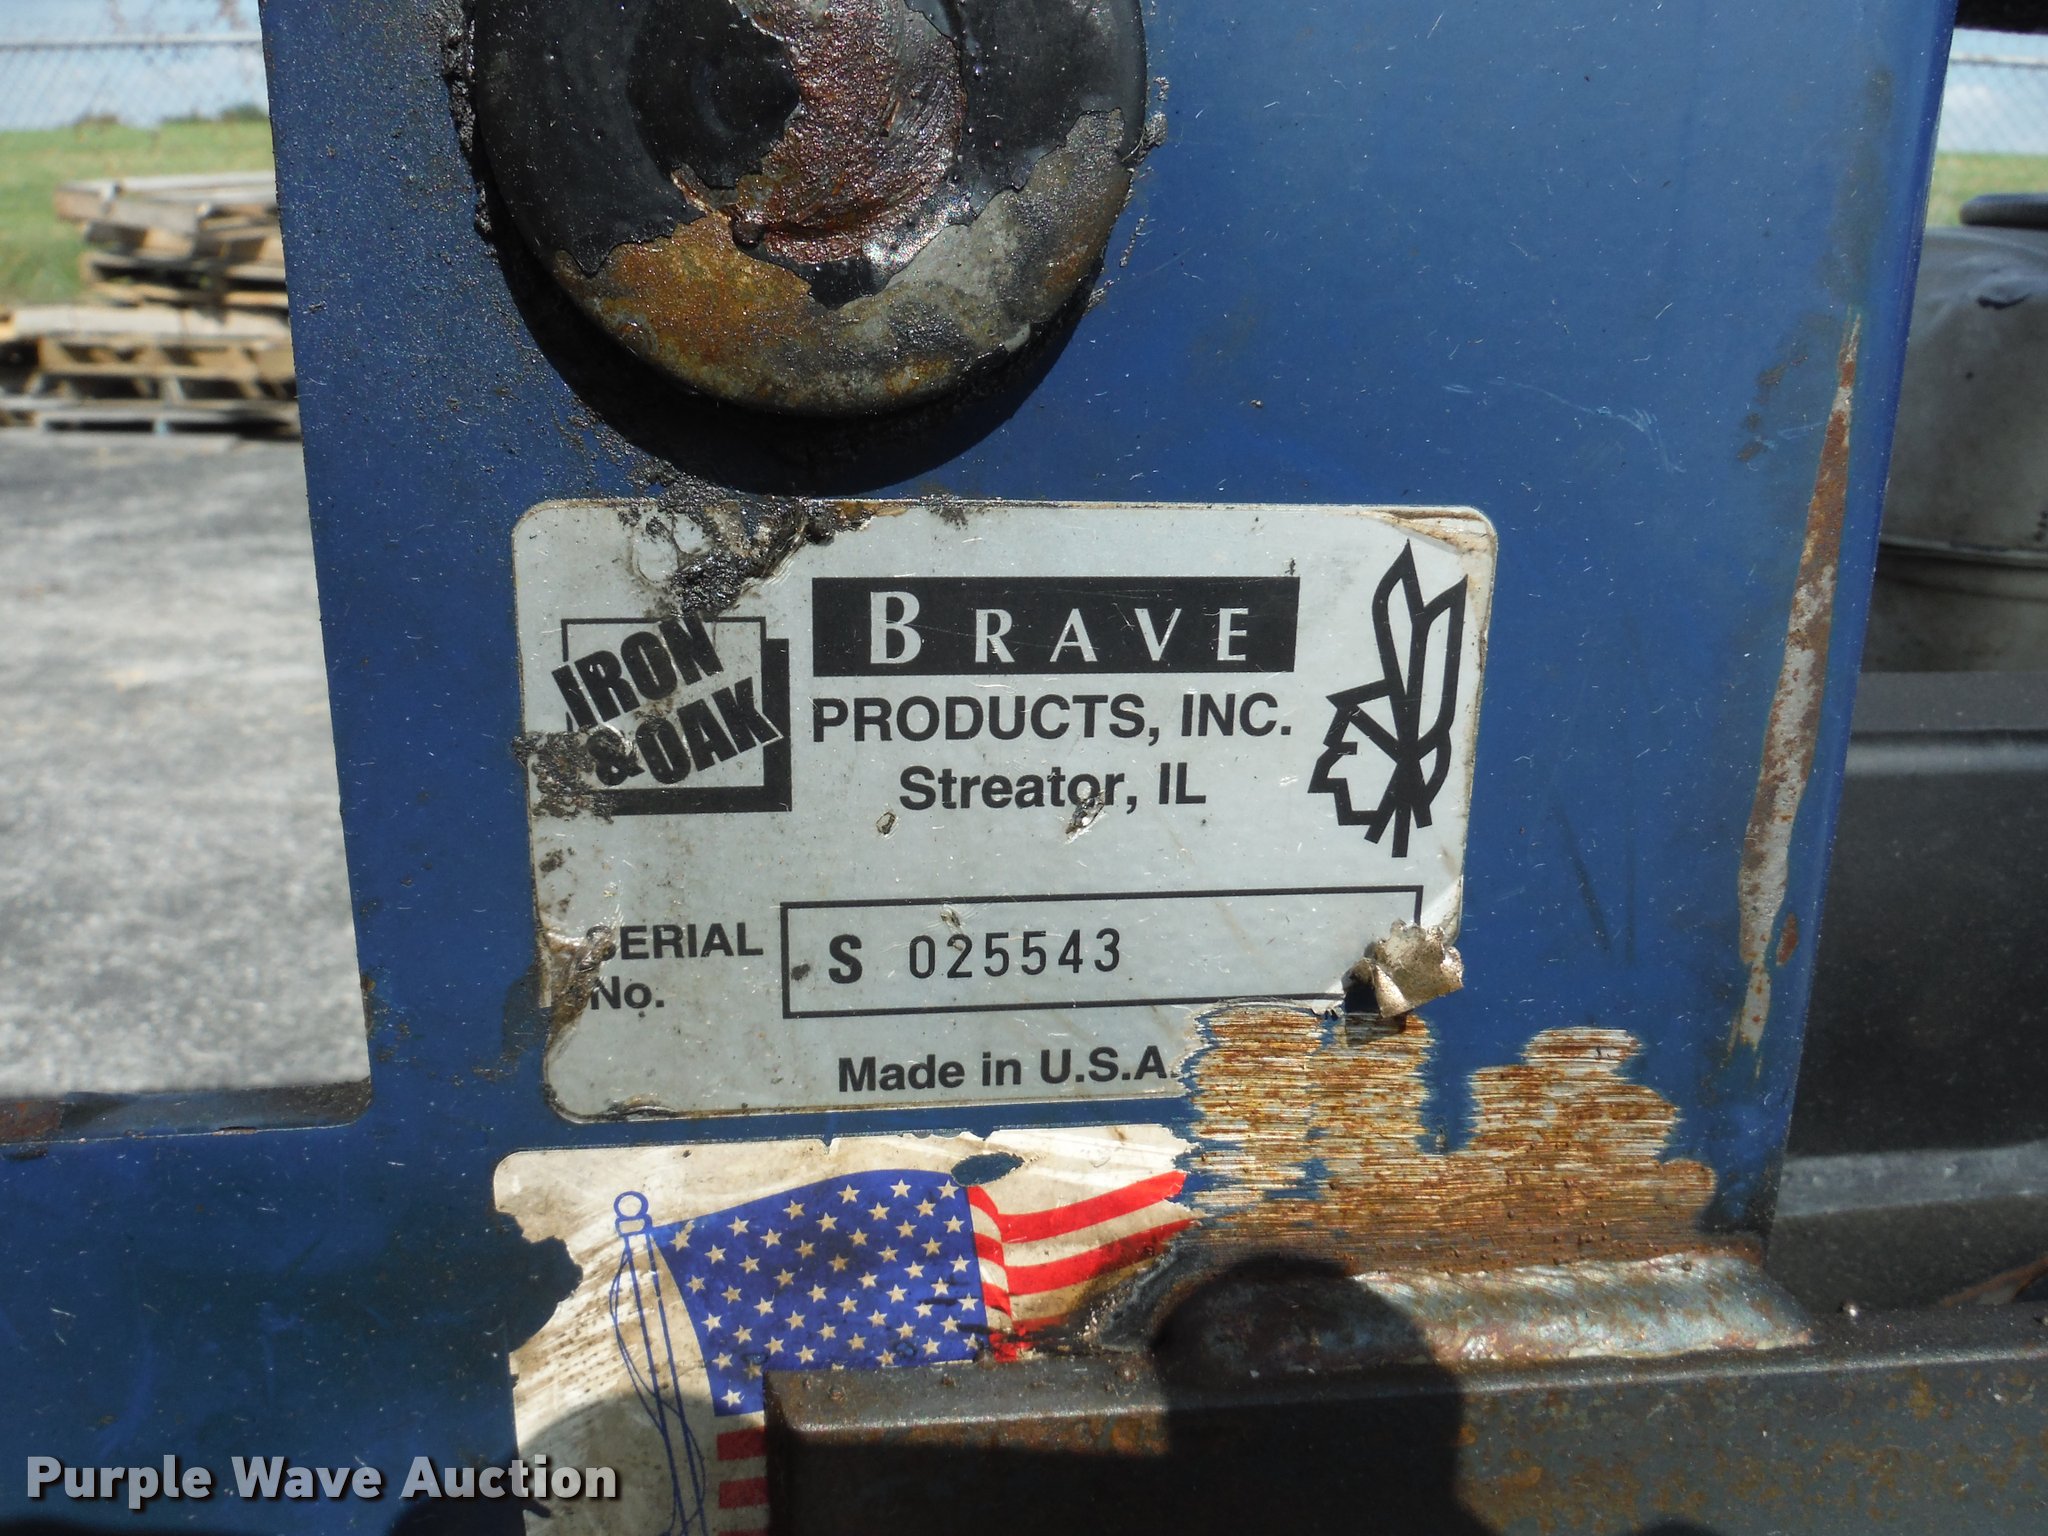 IRON
& OAK
BRAVE
PRODUCTS, INC.
Streator, IL
SERIAL
No.
S 025543
Made in U.S.A.
Purple Wave Auction